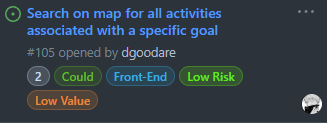 Search on map for all activities
associated with a specific goal
#105 opened by dgoodare
2 Could Front-End Low Risk
Low Value